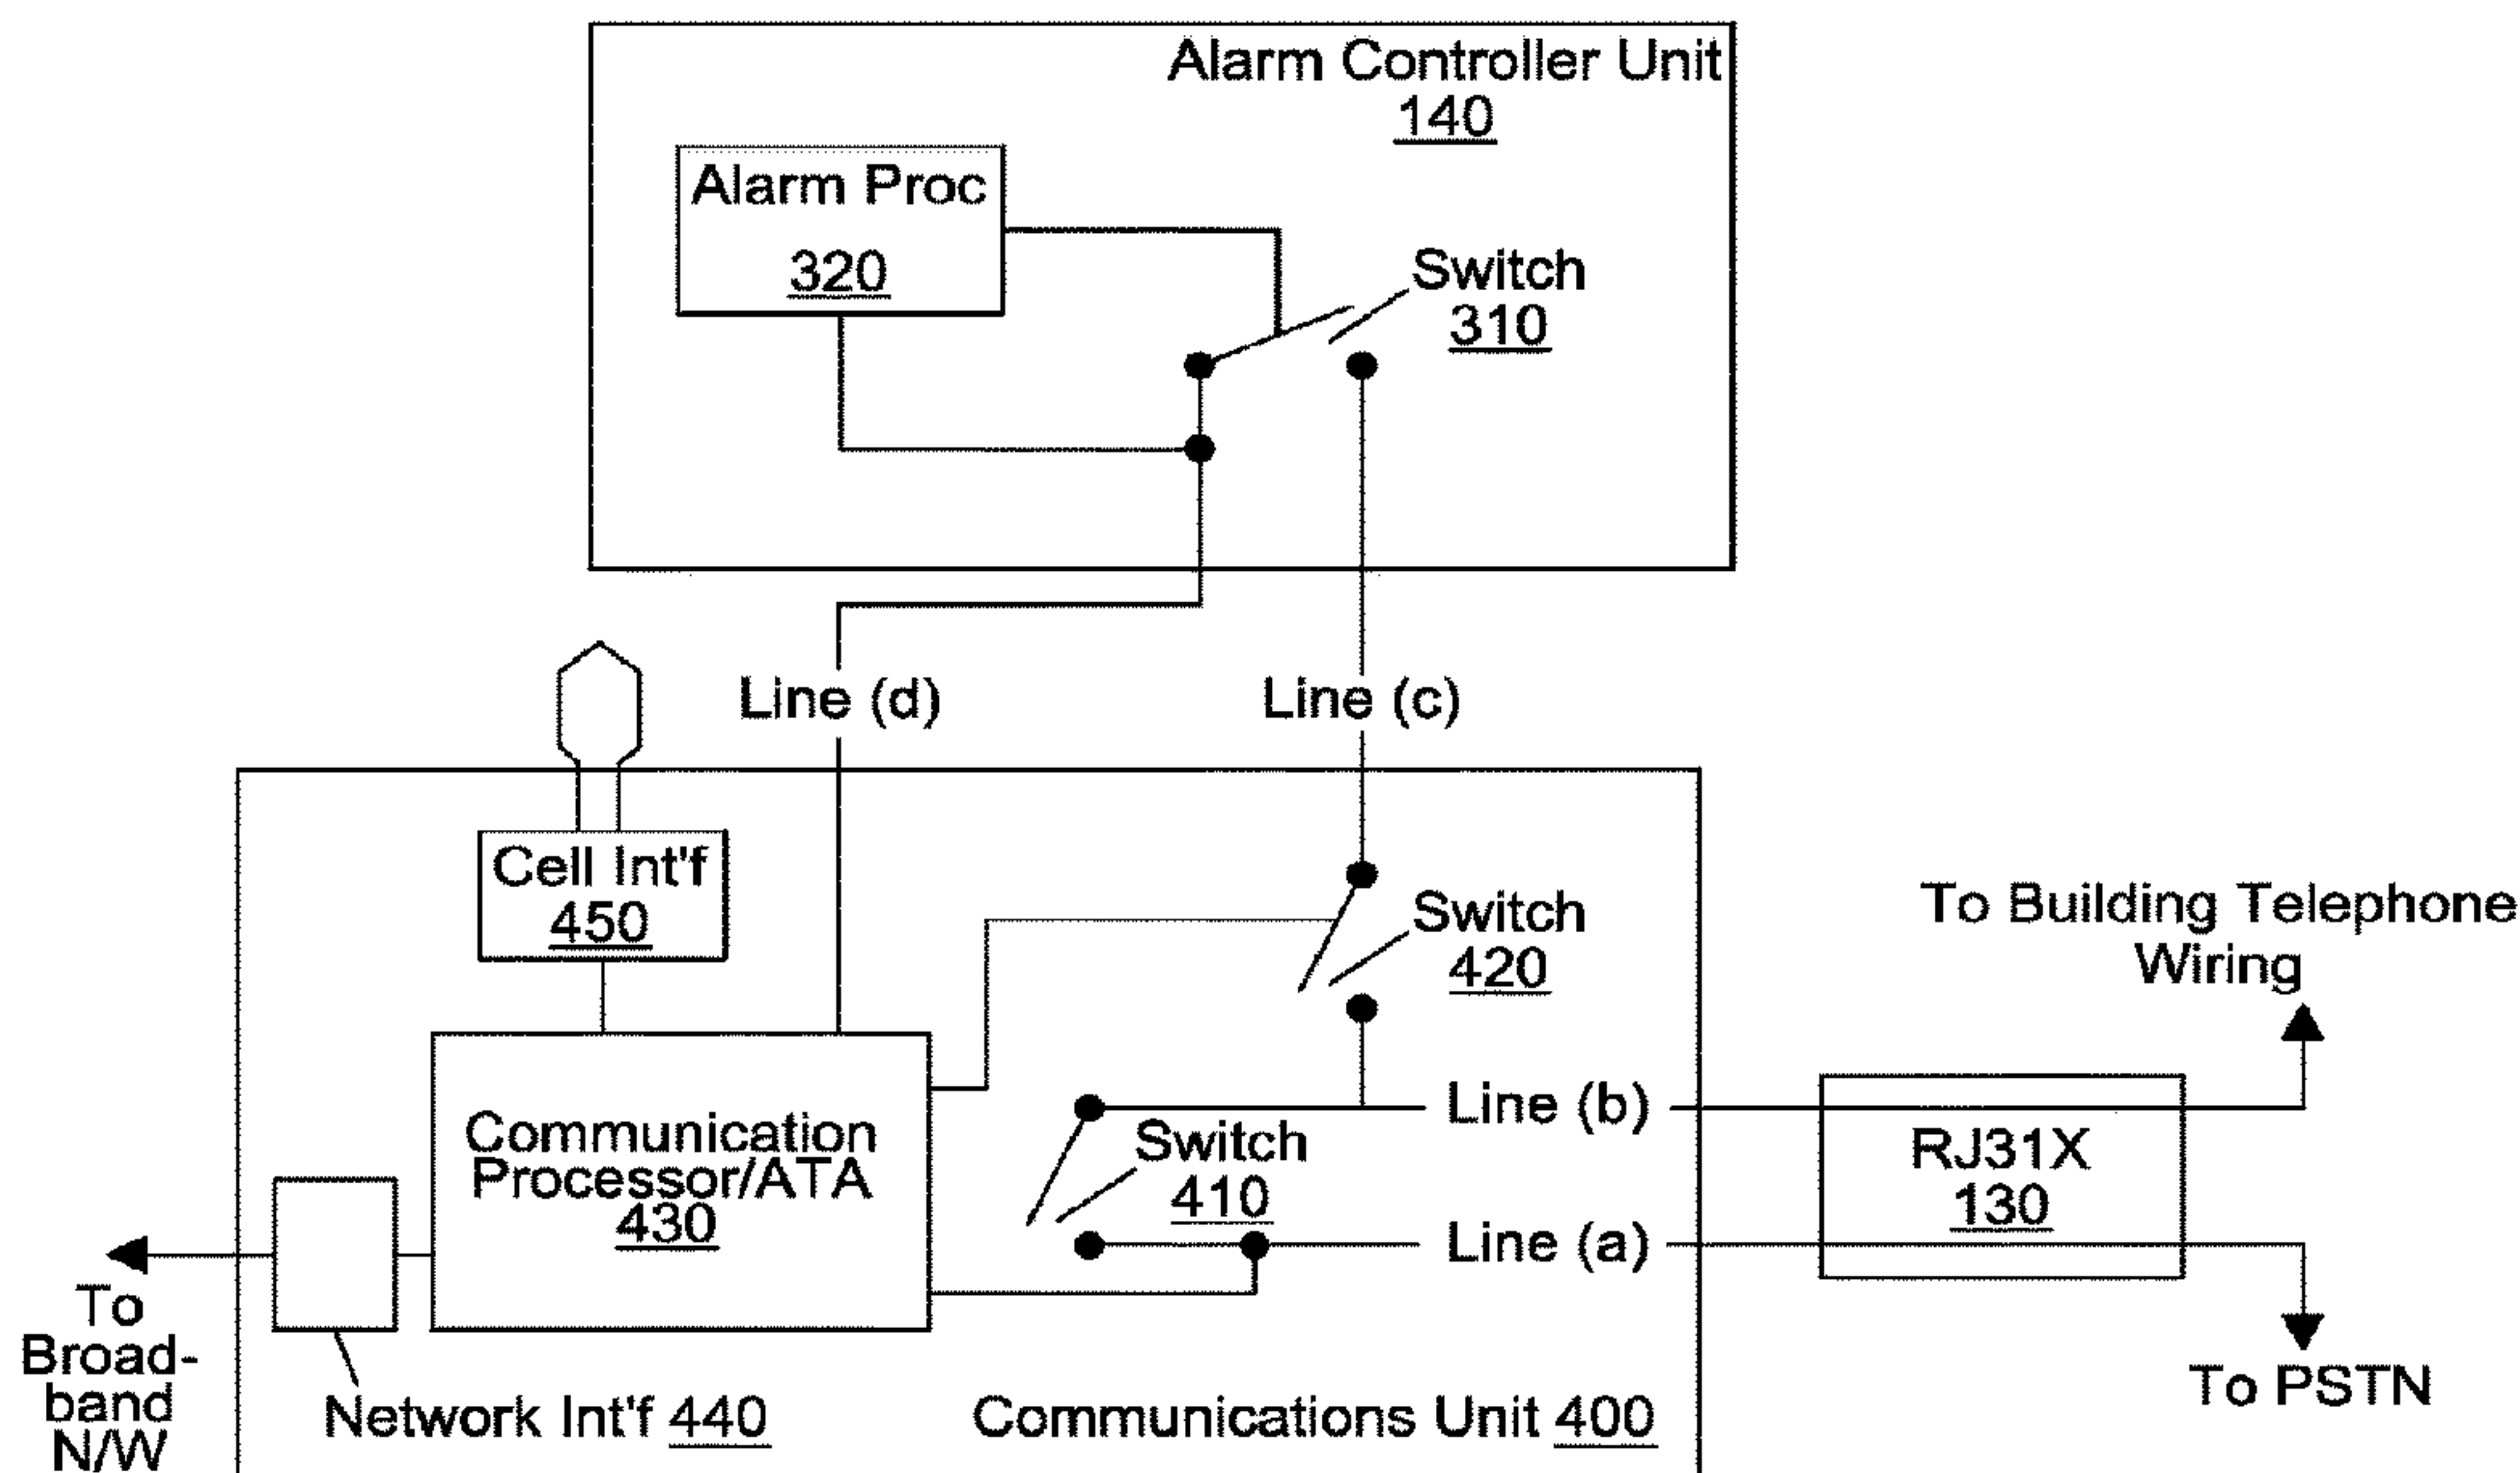 Alarm Controller Unit
140
Alarm Proc
320
Switch
310
Line (d)
Line (c)
Cell Int'f
450
Switch
420
To Building Telephone
Wiring
Communication
Processor/ATA
430
Switch
410
Line (b)
Line (a)
RJ31X
130
To
Broad-
band
N/W
Network Int'f 440
Communications Unit 400
To PSTN